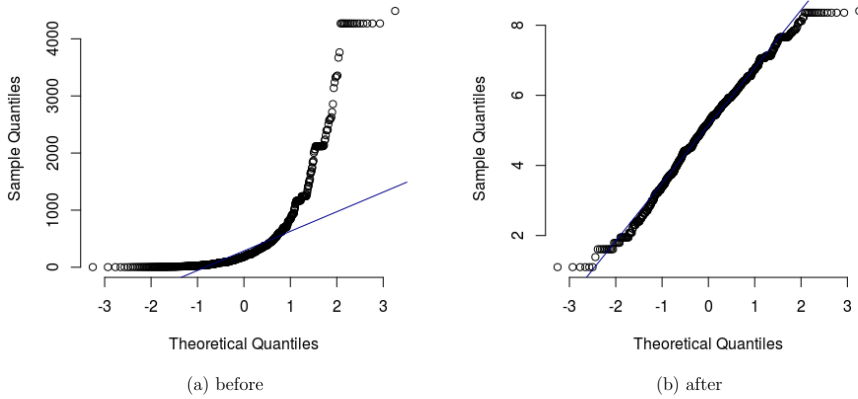 4000
3000
2000
1000
0
Sample Quantiles
-3 -2 -1 0 1 2 3
Theoretical Quantiles
(a) before
8
6
4
2
Sample Quantiles
-3 -2 -1 0 1 2 3
Theoretical Quantiles
(b) after